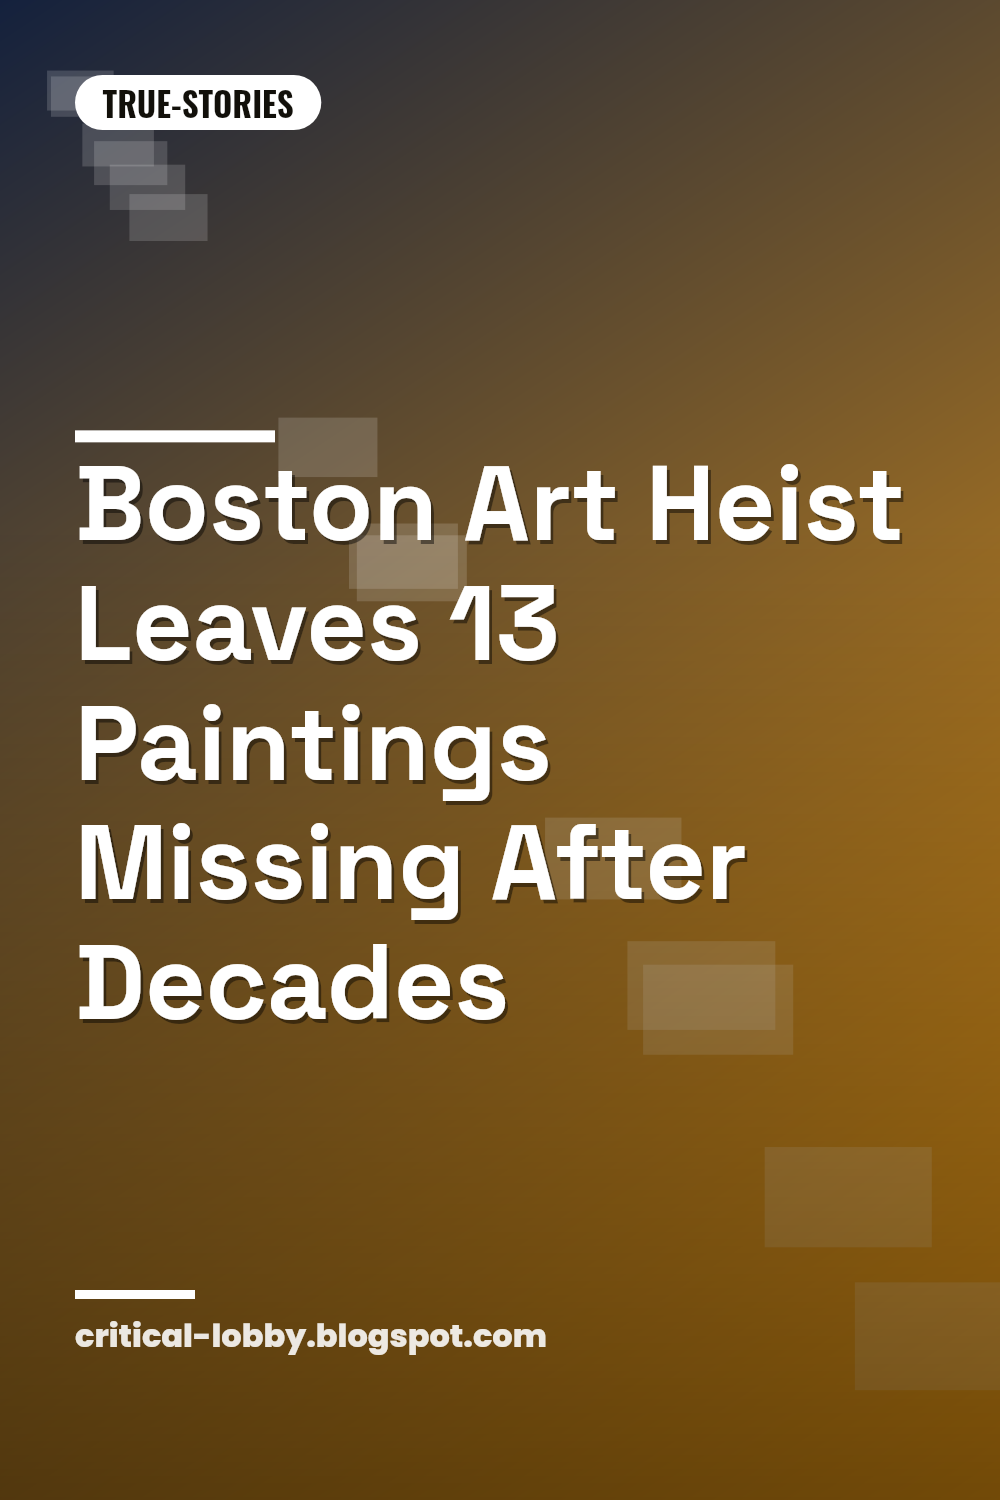 TRUE-STORIES
Boston Art Heist
Leaves 13
Paintings
Missing After
Decades
critical-lobby.blogspot.com